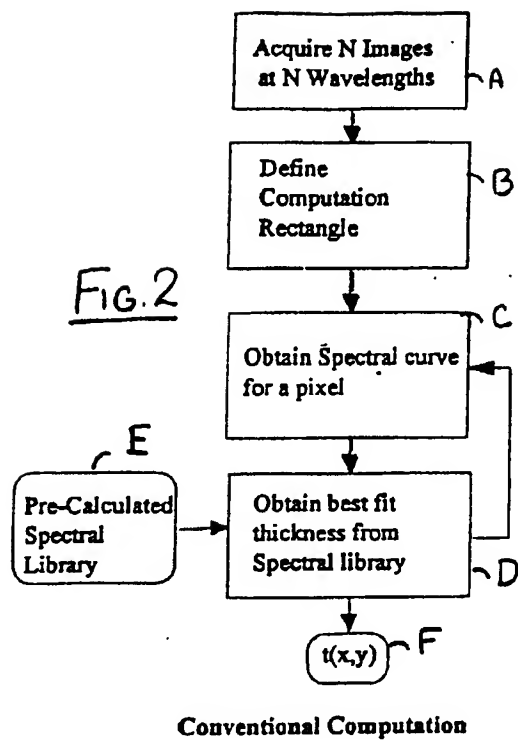 Acquire N Images
at N Wavelengths
A
Define
Computation
Rectangle
B
FIG. 2
C
Obtain Spectral curve
for a pixel
E
Pre-Calculated
Spectral
Library
Obtain best fit
thickness from
Spectral library
D
t(x,y)
F
Conventional Computation